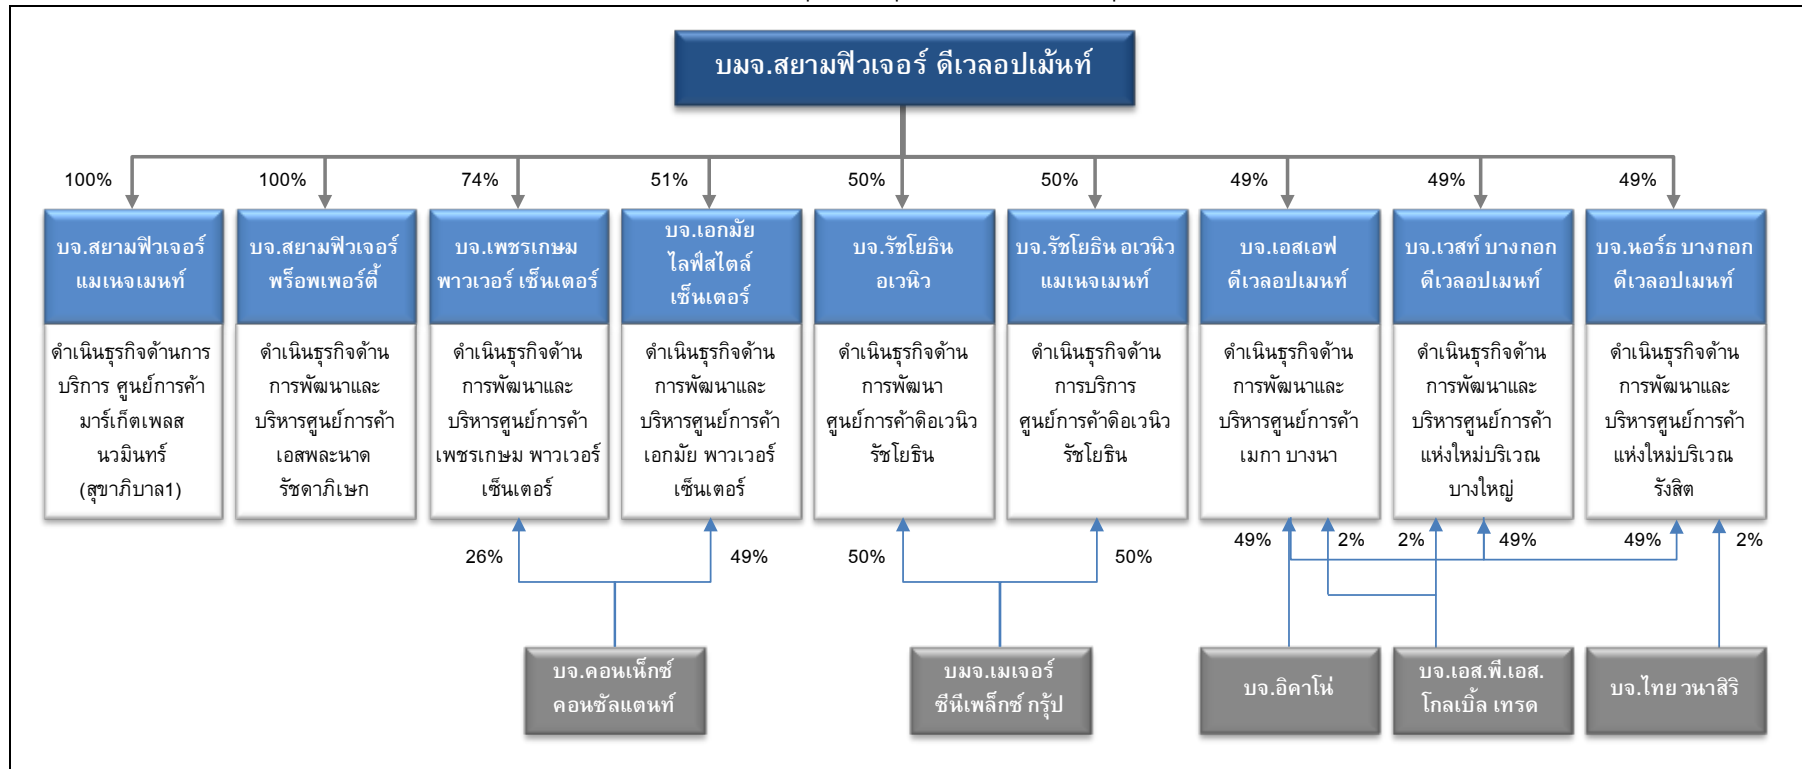 บมจ.สยามฟิวเจอร์ ดีเวลอปเม้นท์
100%
100%
74%
51%
50%
50%
49%
49%
49%
บจ.สยามฟิวเจอร์
แมเนจเมนท์
บจ.สยามฟิวเจอร์
พร็อพเพอร์ตี้
บจ.เพชรเกษม
พาวเวอร์ เซ็นเตอร์
บจ.เอกมัย
ไลฟ์สไตล์
เซ็นเตอร์
บจ.รัชโยธิน
อเวนิว
บจ.รัชโยธิน อเวนิว
แมเนจเมนท์
บจ.เอสเอฟ
ดีเวลอปเมนท์
บจ.เวสท์ บางกอก
ดีเวลอปเมนท์
บจ.นอร์ธ บางกอก
ดีเวลอปเมนท์
ดำเนินธุรกิจด้านการ
บริการ ศูนย์การค้า
มาร์เก็ตเพลส
นวมินทร์
(สุขาภิบาล1)
ดำเนินธุรกิจด้าน
การพัฒนาและ
บริหารศูนย์การค้า
เอสพละนาด
รัชดาภิเษก
ดำเนินธุรกิจด้าน
การพัฒนาและ
บริหารศูนย์การค้า
เพชรเกษม พาวเวอร์
เซ็นเตอร์
ดำเนินธุรกิจด้าน
การพัฒนาและ
บริหารศูนย์การค้า
เอกมัย พาวเวอร์
เซ็นเตอร์
ดำเนินธุรกิจด้าน
การพัฒนา
ศูนย์การค้าดิอเวนิว
รัชโยธิน
ดำเนินธุรกิจด้าน
การบริการ
ศูนย์การค้าดิอเวนิว
รัชโยธิน
ดำเนินธุรกิจด้าน
การพัฒนาและ
บริหารศูนย์การค้า
เมกา บางนา
ดำเนินธุรกิจด้าน
การพัฒนาและ
บริหารศูนย์การค้า
แห่งใหม่บริเวณ
บางใหญ่
ดำเนินธุรกิจด้าน
การพัฒนาและ
บริหารศูนย์การค้า
แห่งใหม่บริเวณ
รังสิต
26%
49%
50%
50%
49%
2%
2%
49%
49%
2%
บจ.คอนเน็กซ์
คอนซัลแตนท์
บมจ.เมเจอร์
ซีนีเพล็กซ์ กรุ้ป
บจ.อิคาโน่
บจ.เอส.พี.เอส.
โกลเบิ้ล เทรด
บจ.ไทย วนาสิริ